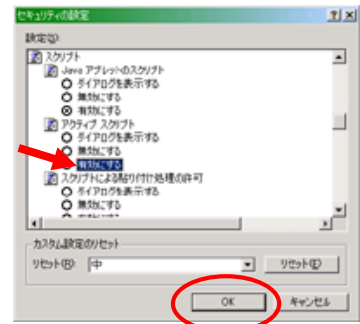 セキュリティの設定
設定(S):
スクリプト
Java アプレットのスクリプト
ダイアログを表示する
無効にする
有効にする
アクティブ スクリプト
ダイアログを表示する
無効にする
有効にする
スクリプトによる貼り付け処理の許可
ダイアログを表示する
無効にする
有効にする
カスタム設定のリセット
リセット(R): 中 リセット(E)
OK キャンセル